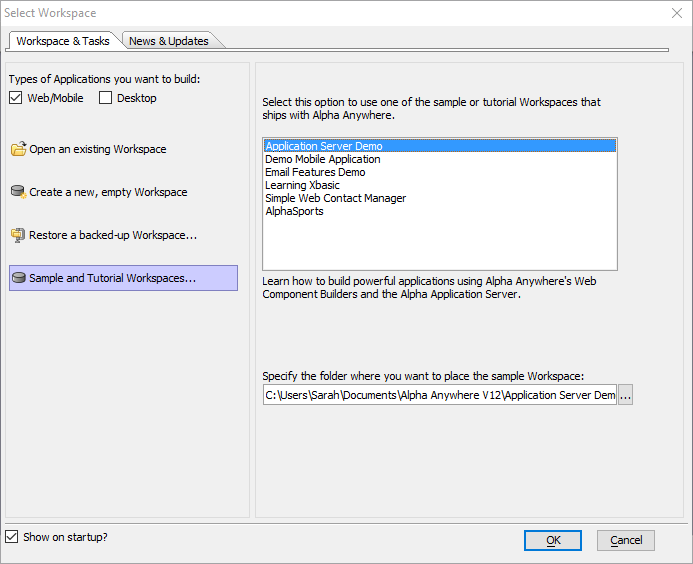 Select Workspace
Workspace & Tasks
News & Updates
Types of Applications you want to build:
Web/Mobile
Desktop
Open an existing Workspace
Create a new, empty Workspace
Restore a backed-up Workspace...
Sample and Tutorial Workspaces...
Select this option to use one of the sample or tutorial Workspaces that
ships with Alpha Anywhere.
Application Server Demo
Demo Mobile Application
Email Features Demo
Learning Xbasic
Simple Web Contact Manager
AlphaSports
Learn how to build powerful applications using Alpha Anywhere's Web
Component Builders and the Alpha Application Server.
Specify the folder where you want to place the sample Workspace:
C:\Users\Sarah\Documents\Alpha Anywhere V12\Application Server Dem
...
Show on startup?
OK
Cancel